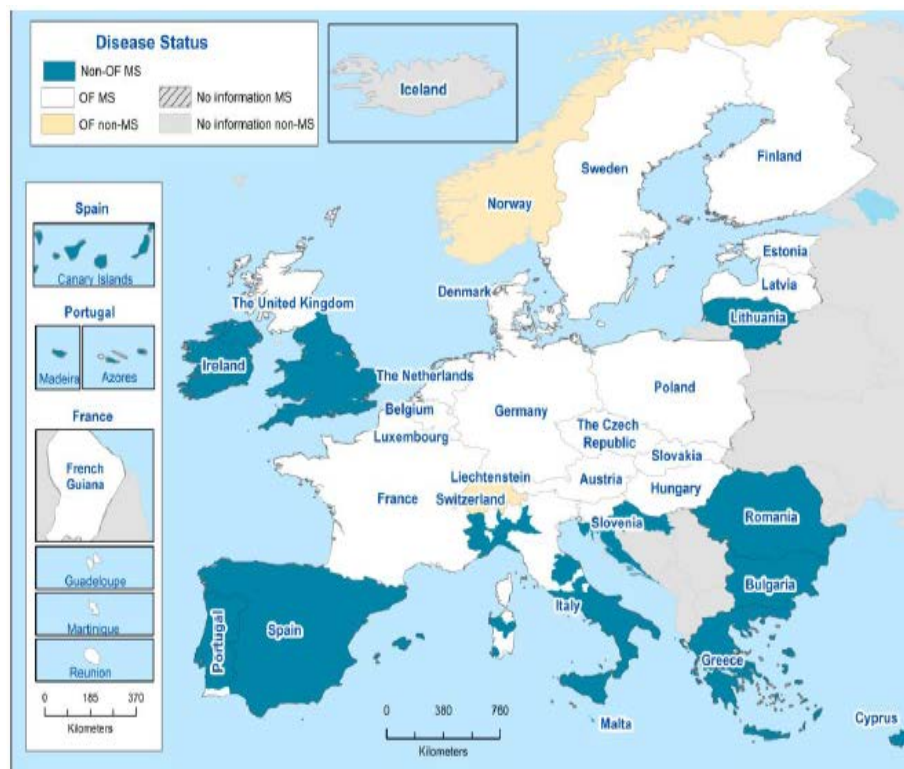 Disease Status
Non-OF MS
OF MS
No information MS
OF non-MS
No information non-MS
Iceland
Spain
Canary Islands
Portugal
Madeira
Azores
France
French
Guiana
Guadeloupe
Martinique
Reunion
0 185 370
Kilometers
Finland
Sweden
Norway
Estonia
Latvia
Denmark
The United Kingdom
Lithuania
Ireland
The Netherlands
Poland
Belgium
Germany
The Czech
Republic
Luxembourg
Slovakia
Liechtenstein
Austria
Hungary
France
Switzerland
Slovenia
Romania
Bulgaria
Italy
Portugal
Spain
Greece
Malta
Cyprus
0 380 760
Kilometers